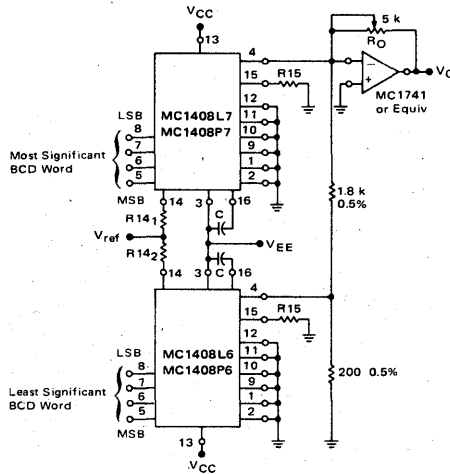 VCC
13
4
5 k
RO
VO
MC1741
or Equiv
15
R15
MC1408L7
MC1408P7
12
11
10
9
1
2
LSB
8
7
6
5
MSB
Most Significant
BCD Word
14
3
16
R141
C
1.8 k
0.5%
Vref
VEE
R142
C
14
3
16
4
15
R15
MC1408L6
MC1408P6
12
11
10
9
1
2
LSB
8
7
6
5
MSB
Least Significant
BCD Word
200 0.5%
13
VCC